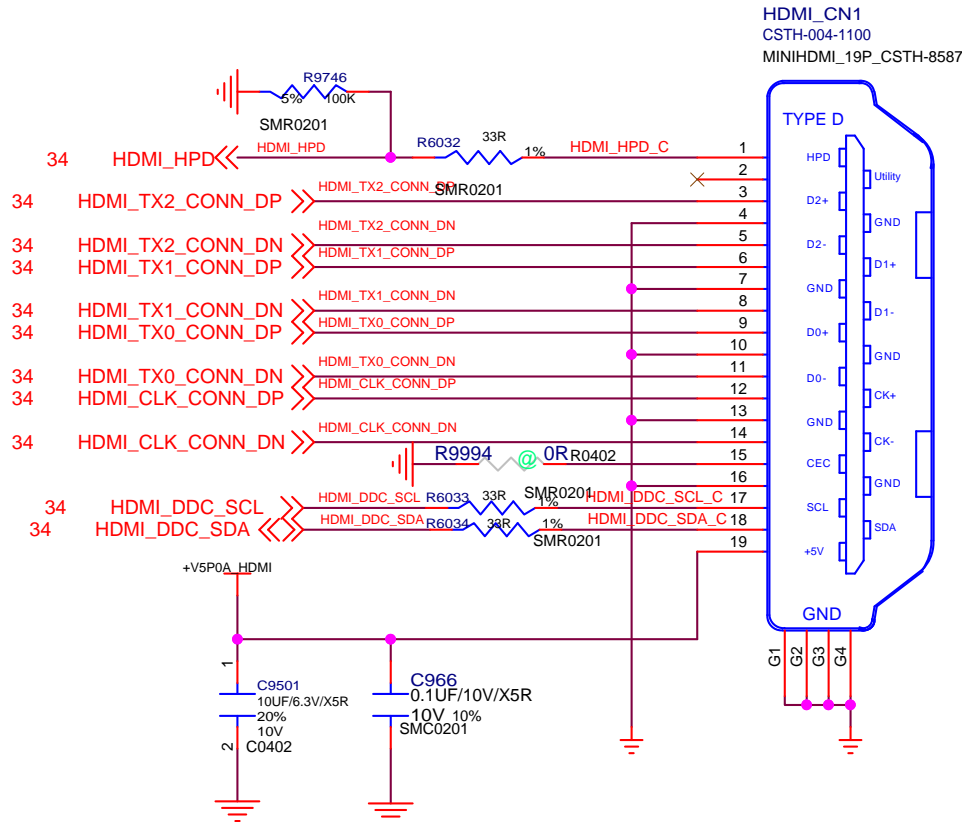 HDMI_CN1
CSTH-004-1100
MINIHDMI_19P_CSTH-8587
TYPE D
R9746
5% 100K
SMR0201
34 HDMI_HPD HDMI_HPD R6032 33R 1% HDMI_HPD_C 1 HPD
2 Utility
34 HDMI_TX2_CONN_DP HDMI_TX2_CONN_DP SMR0201 3 D2+
4 GND
34 HDMI_TX2_CONN_DN HDMI_TX2_CONN_DN 5 D2-
34 HDMI_TX1_CONN_DP HDMI_TX1_CONN_DP 6 D1+
7 GND
34 HDMI_TX1_CONN_DN HDMI_TX1_CONN_DN 8 D1-
34 HDMI_TX0_CONN_DP HDMI_TX0_CONN_DP 9 D0+
10 GND
34 HDMI_TX0_CONN_DN HDMI_TX0_CONN_DN 11 D0-
34 HDMI_CLK_CONN_DP HDMI_CLK_CONN_DP 12 CK+
13 GND
34 HDMI_CLK_CONN_DN HDMI_CLK_CONN_DN 14 CK-
R9994 @ 0R R0402 15 CEC
16 GND
34 HDMI_DDC_SCL HDMI_DDC_SCL R6033 33R 1% SMR0201 HDMI_DDC_SCL_C 17 SCL
34 HDMI_DDC_SDA HDMI_DDC_SDA R6034 33R 1% SMR0201 HDMI_DDC_SDA_C 18 SDA
19 +5V
+V5P0A_HDMI
GND
G1 G2 G3 G4
1
C9501
10UF/6.3V/X5R
20%
10V
2 C0402
C966
0.1UF/10V/X5R
10V 10%
SMC0201